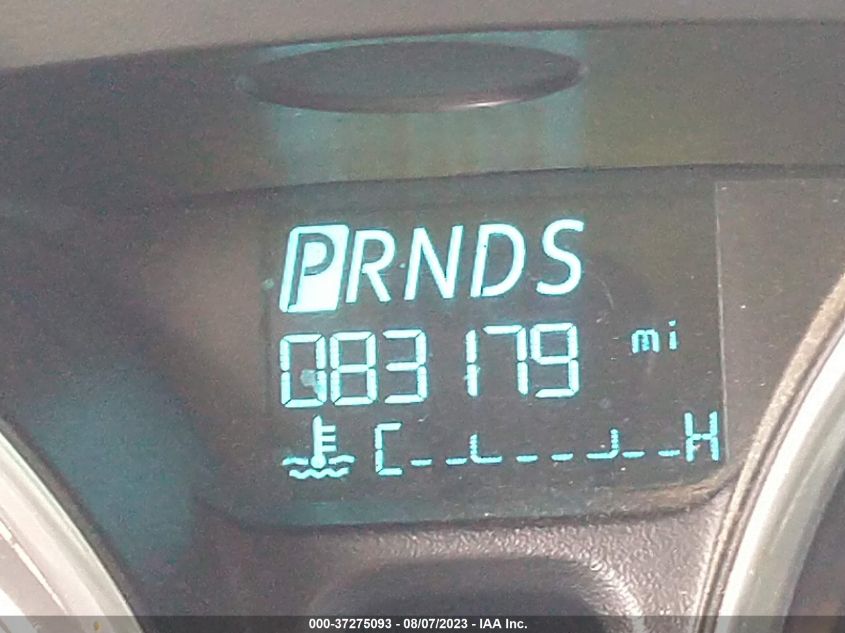 PRNDS
083179 mi
C H
000-37275093 - 08/07/2023 - IAA Inc.